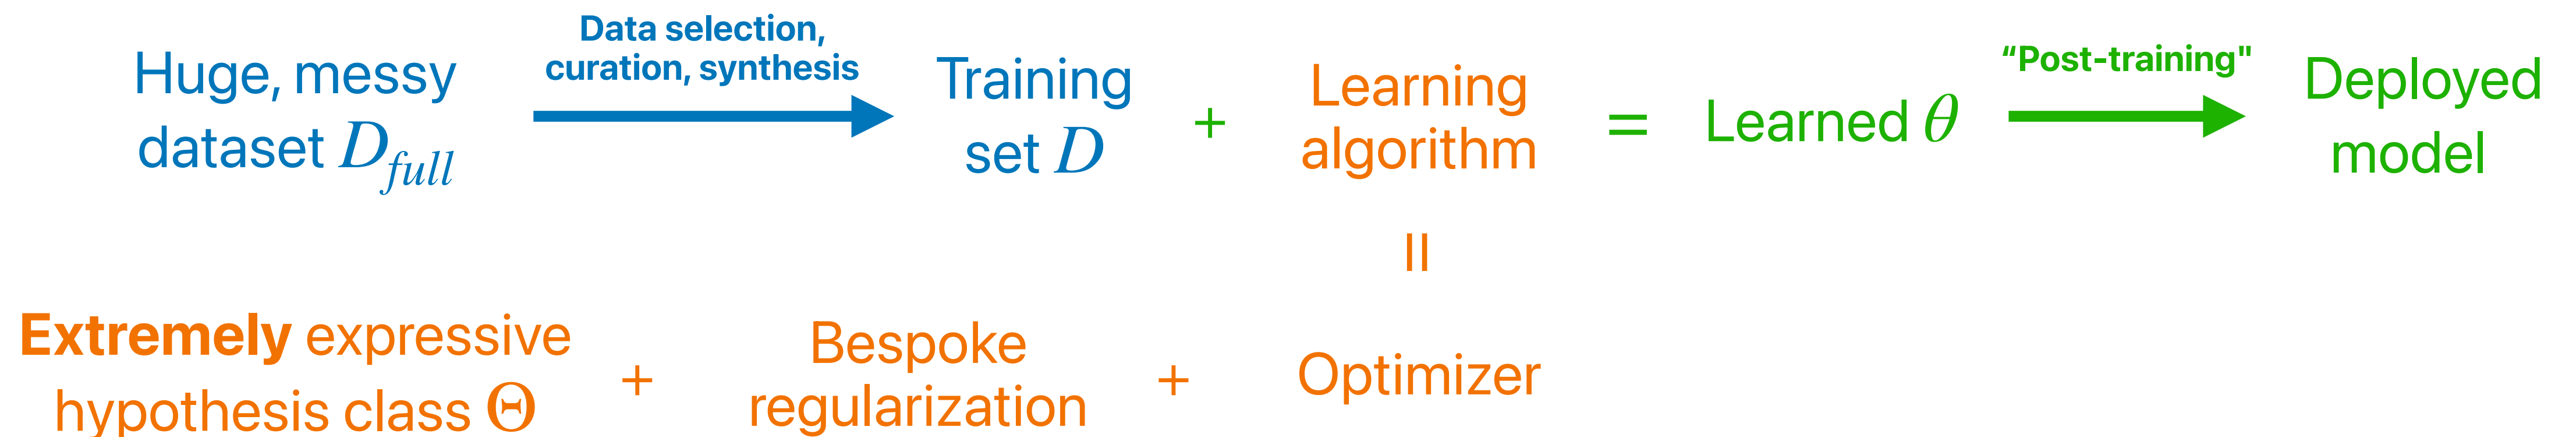 Huge, messy
dataset D_full
Data selection,
curation, synthesis
Training
set D
+
Learning
algorithm
=
Learned θ
“Post-training"
Deployed
model
=
Extremely expressive
hypothesis class Θ
+
Bespoke
regularization
+
Optimizer